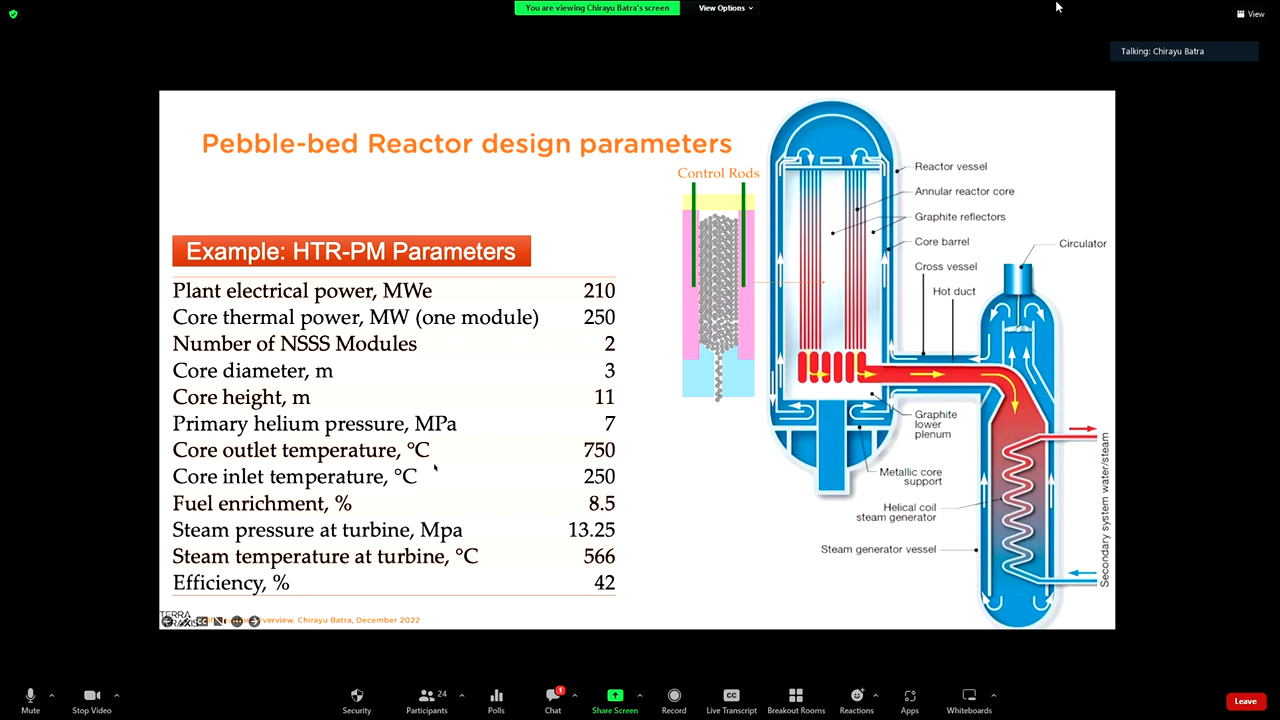 You are viewing Chirayu Batra's screen
View Options
View
Talking: Chirayu Batra
Pebble-bed Reactor design parameters
Control Rods
Example: HTR-PM Parameters
Plant electrical power, MWe 210
Core thermal power, MW (one module) 250
Number of NSSS Modules 2
Core diameter, m 3
Core height, m 11
Primary helium pressure, MPa 7
Core outlet temperature, °C 750
Core inlet temperature, °C 250
Fuel enrichment, % 8.5
Steam pressure at turbine, Mpa 13.25
Steam temperature at turbine, °C 566
Efficiency, % 42
Reactor vessel
Annular reactor core
Graphite reflectors
Core barrel
Cross vessel
Hot duct
Circulator
Graphite
lower
plenum
Metallic core
support
Helical coil
steam generator
Steam generator vessel
Secondary system water/steam
TERRA
Chirayu Batra, December 2022
Mute
Stop Video
Security
24
Participants
Polls
1
Chat
Share Screen
Record
CC
Live Transcript
Breakout Rooms
Reactions
Apps
Whiteboards
Leave